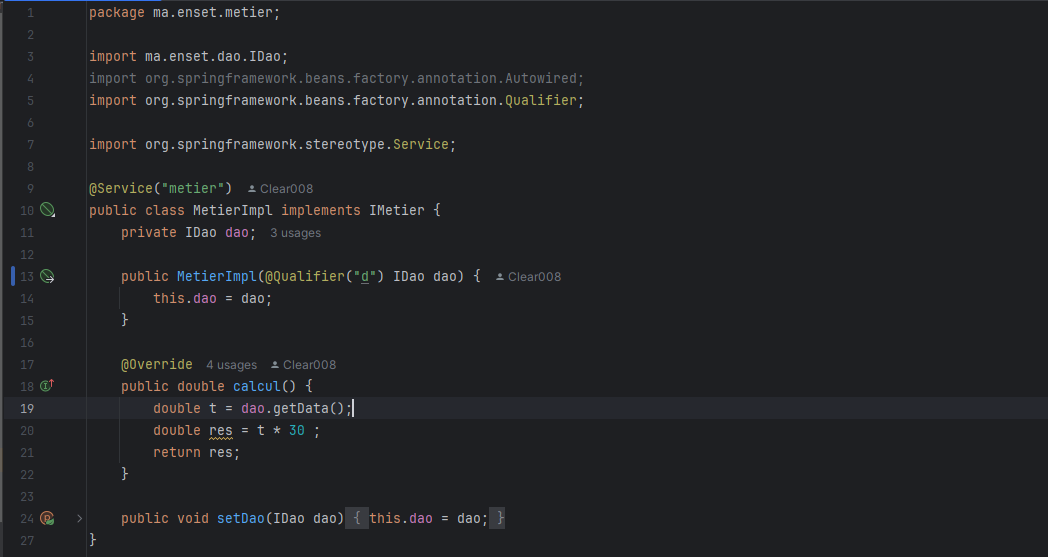 1 package ma.enset.metier;
2
3 import ma.enset.dao.IDao;
4 import org.springframework.beans.factory.annotation.Autowired;
5 import org.springframework.beans.factory.annotation.Qualifier;
6
7 import org.springframework.stereotype.Service;
8
9 @Service("metier") Clear008
10 public class MetierImpl implements IMetier {
11 private IDao dao; 3 usages
12
13 public MetierImpl(@Qualifier("d") IDao dao) { Clear008
14 this.dao = dao;
15 }
16
17 @Override 4 usages Clear008
18 public double calcul() {
19 double t = dao.getData();
20 double res = t * 30 ;
21 return res;
22 }
23
24 public void setDao(IDao dao) { this.dao = dao; }
27 }